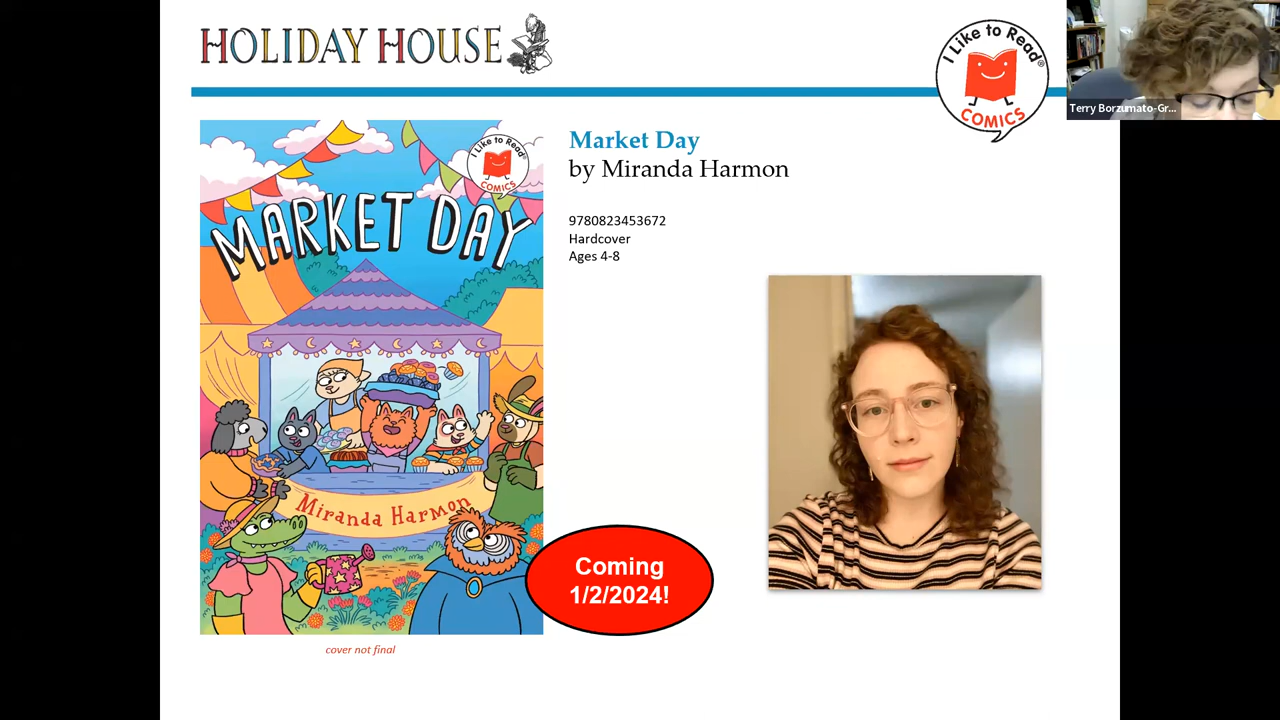 HOLIDAY HOUSE
I Like to Read®
COMICS
Terry Borzumato-Gr...
Market Day
by Miranda Harmon
9780823453672
Hardcover
Ages 4-8
I Like to Read®
COMICS
MARKET DAY
Miranda Harmon
Coming
1/2/2024!
cover not final